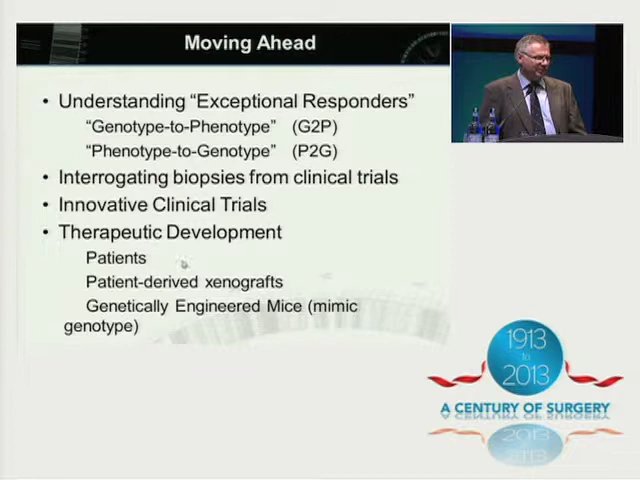 Moving Ahead
• Understanding “Exceptional Responders”
“Genotype-to-Phenotype” (G2P)
“Phenotype-to-Genotype” (P2G)
• Interrogating biopsies from clinical trials
• Innovative Clinical Trials
• Therapeutic Development
Patients
Patient-derived xenografts
Genetically Engineered Mice (mimic
genotype)
1913
to
2013
A CENTURY OF SURGERY